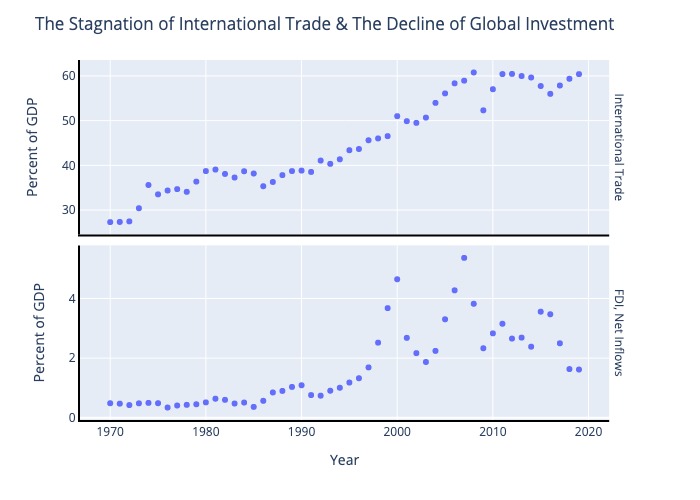 The Stagnation of International Trade & The Decline of Global Investment
60
50
40
30
Percent of GDP
International Trade
4
2
0
Percent of GDP
FDI, Net Inflows
1970 1980 1990 2000 2010 2020
Year